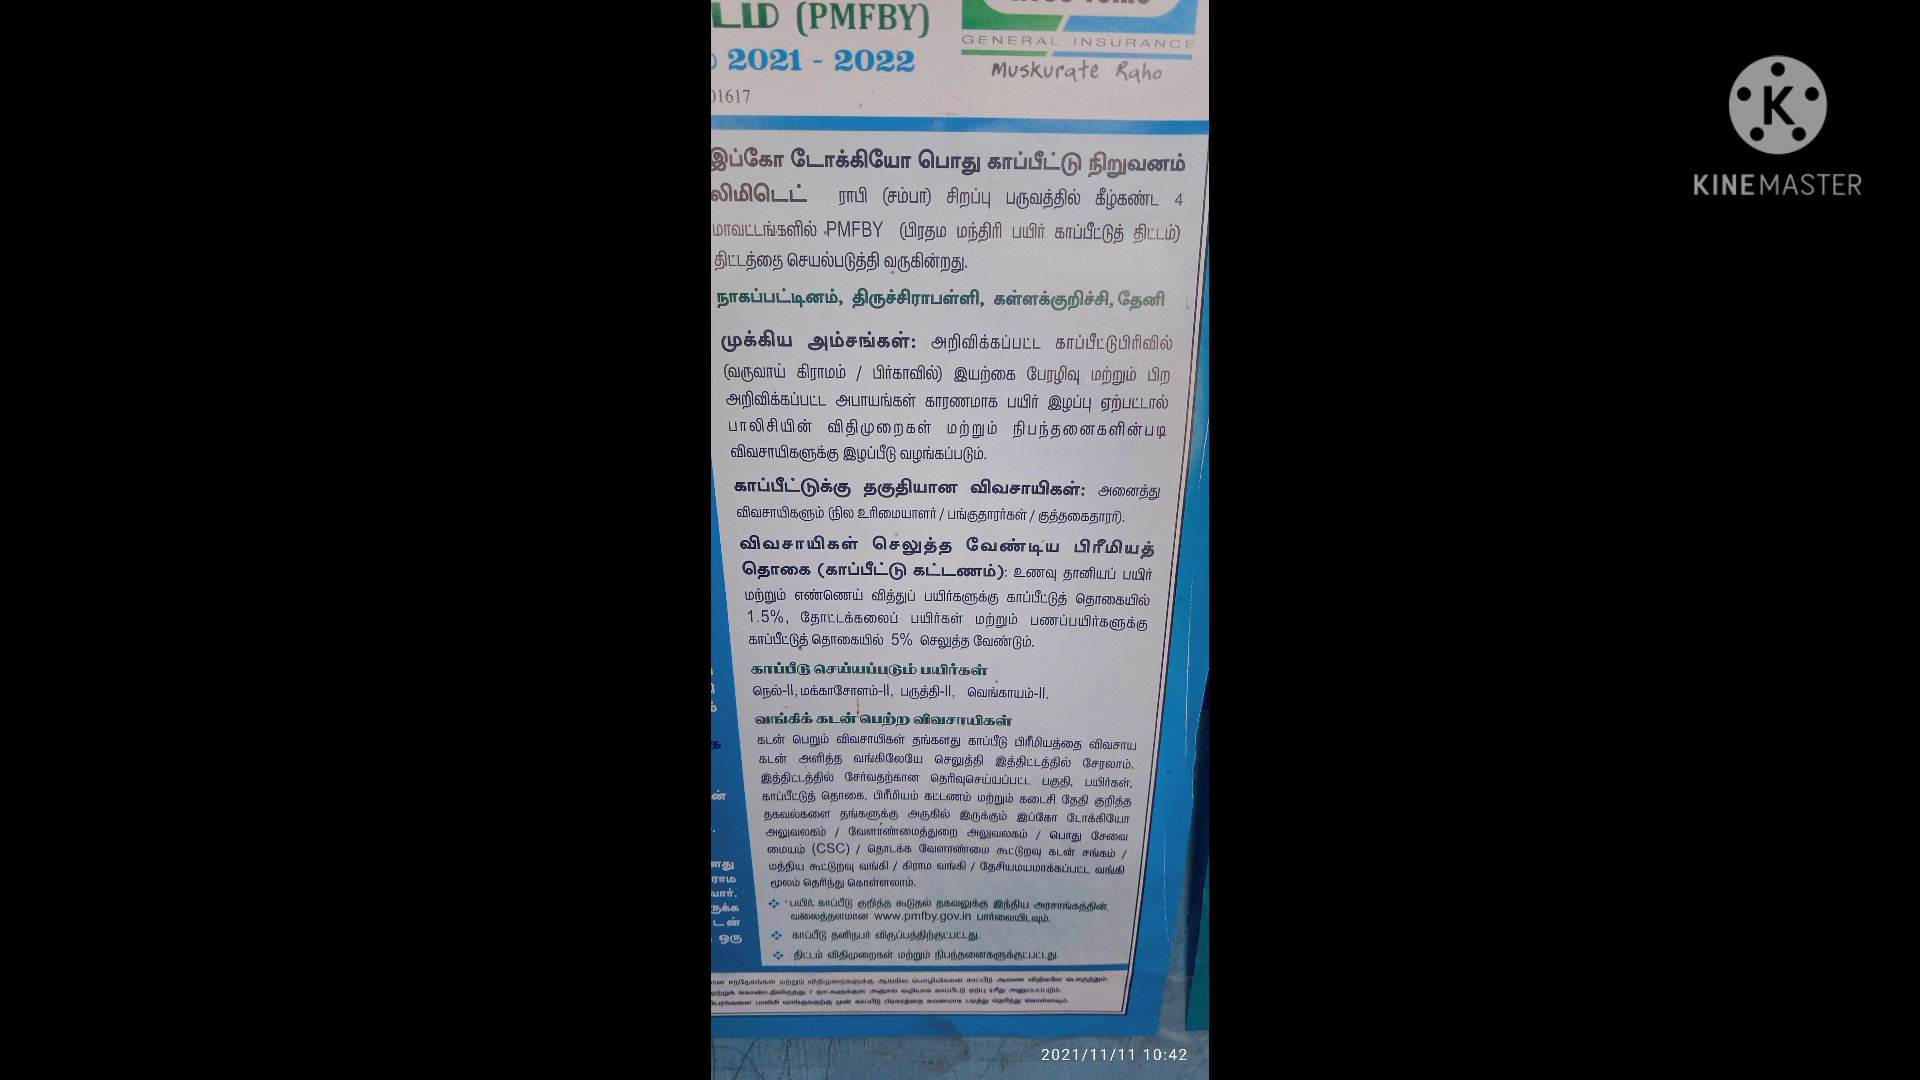 டம் (PMFBY)
2021 - 2022
GENERAL INSURANCE
Muskurate Raho
01617
இப்கோ டோக்கியோ பொது காப்பீட்டு நிறுவனம்
லிமிடெட் ராபி (சம்பா) சிறப்பு பருவத்தில் கீழ்கண்ட 4
மாவட்டங்களில் PMFBY (பிரதம மந்திரி பயிர் காப்பீட்டுத் திட்டம்)
திட்டத்தை செயல்படுத்தி வருகின்றது.
நாகப்பட்டினம், திருச்சிராபள்ளி, கள்ளக்குறிச்சி, தேனி
முக்கிய அம்சங்கள்: அறிவிக்கப்பட்ட காப்பீட்டுபிரிவில்
(வருவாய் கிராமம் / பிர்காவில்) இயற்கை பேரழிவு மற்றும் பிற
அறிவிக்கப்பட்ட அபாயங்கள் காரணமாக பயிர் இழப்பு ஏற்பட்டால்
பாலிசியின் விதிமுறைகள் மற்றும் நிபந்தனைகளின்படி
விவசாயிகளுக்கு இழப்பீடு வழங்கப்படும்.
காப்பீட்டுக்கு தகுதியான விவசாயிகள்: அனைத்து
விவசாயிகளும் (நில உரிமையாளர் / பங்குதாரர்கள் / குத்தகைதாரர்).
விவசாயிகள் செலுத்த வேண்டிய பிரீமியத்
தொகை (காப்பீட்டு கட்டணம்): உணவு தானியப் பயிர்
மற்றும் எண்ணெய் வித்துப் பயிர்களுக்கு காப்பீட்டுத் தொகையில்
1.5%, தோட்டக்கலைப் பயிர்கள் மற்றும் பணப்பயிர்களுக்கு
காப்பீட்டுத் தொகையில் 5% செலுத்த வேண்டும்.
காப்பீடு செய்யப்படும் பயிர்கள்
நெல்-II, மக்காசோளம்-II, பருத்தி-II, வெங்காயம்-II.
வங்கிக் கடன் பெற்ற விவசாயிகள்
கடன் பெறும் விவசாயிகள் தங்களது காப்பீடு பிரீமியத்தை விவசாய
கடன் அளித்த வங்கிலேயே செலுத்தி இத்திட்டத்தில் சேரலாம்.
இத்திட்டத்தில் சேர்வதற்கான தெரிவுசெய்யப்பட்ட பகுதி, பயிர்கள்,
காப்பீட்டுத் தொகை, பிரீமியம் கட்டணம் மற்றும் கடைசி தேதி குறித்த
தகவல்களை தங்களுக்கு அருகில் இருக்கும் இப்கோ டோக்கியோ
அலுவலகம் / வேளாண்மைத்துறை அலுவலகம் / பொது சேவை
மையம் (CSC) / தொடக்க வேளாண்மை கூட்டுறவு கடன் சங்கம் /
மத்திய கூட்டுறவு வங்கி / கிராம வங்கி / தேசியமயமாக்கப்பட்ட வங்கி
மூலம் தெரிந்து கொள்ளலாம்.
பயிர் காப்பீடு குறித்த கூடுதல் தகவலுக்கு இந்திய அரசாங்கத்தின்
வலைத்தளமான www.pmfby.gov.in பார்வையிடவும்.
காப்பீடு தனிநபர் விருப்பத்திற்குட்பட்டது.
திட்டம் விதிமுறைகள் மற்றும் நிபந்தனைகளுக்குட்பட்டது.
2021/11/11 10:42
KINEMASTER